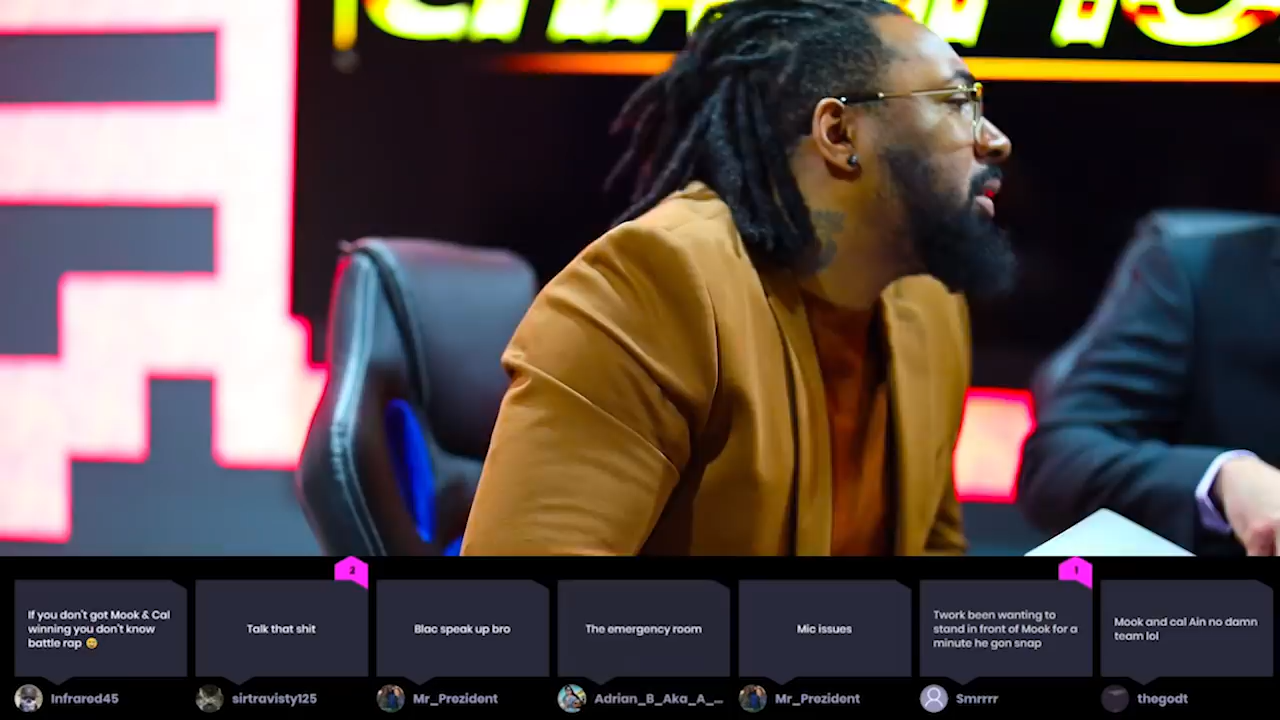 If you don't got Mook & Cal
winning you don't know
battle rap 😅
Infrared45
2
Talk that shit
sirtravisty125
Blac speak up bro
Mr_Prezident
The emergency room
Adrian_B_Aka_A_...
Mic issues
Mr_Prezident
1
Twork been wanting to
stand in front of Mook for a
minute he gon snap
Smrrrr
Mook and cal Ain no damn
team lol
thegodt